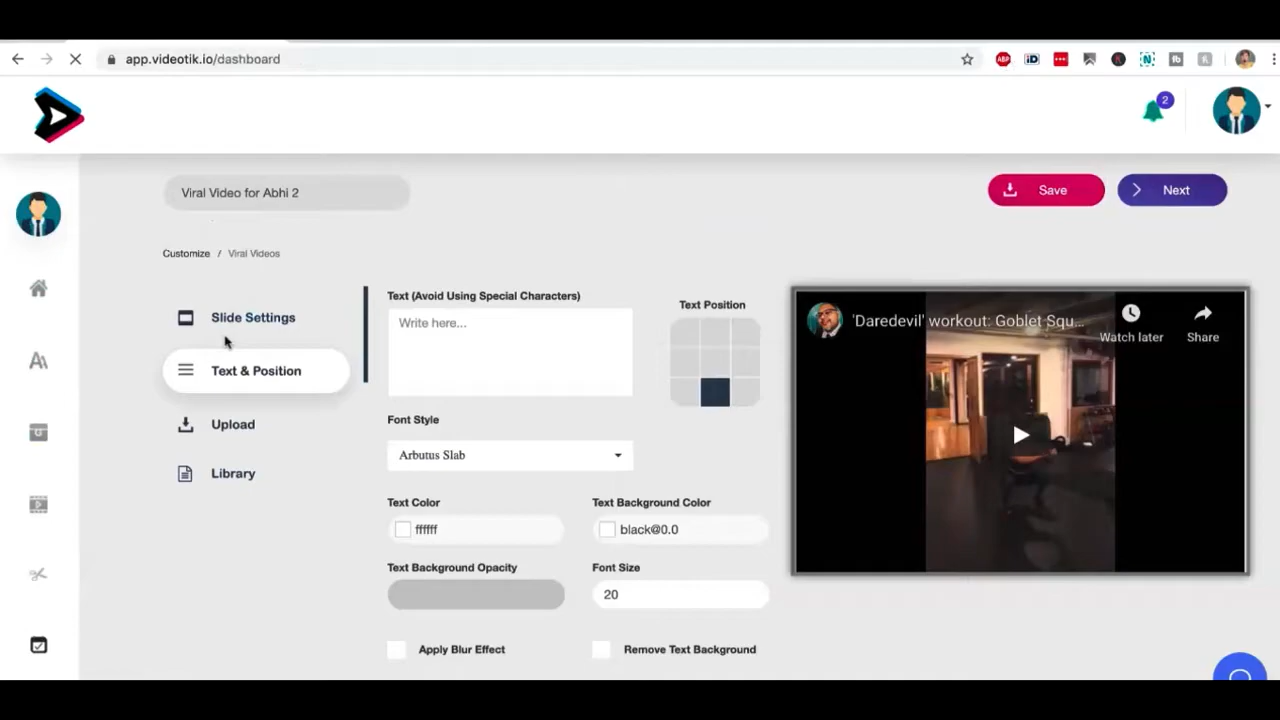 app.videotik.io/dashboard
ABP
iD
N
fb
2
Viral Video for Abhi 2
Save
Next
Customize / Viral Videos
Slide Settings
Text & Position
Upload
Library
Text (Avoid Using Special Characters)
Write here...
Text Position
Font Style
Arbutus Slab
Text Color
ffffff
Text Background Color
black@0.0
Text Background Opacity
Font Size
20
Apply Blur Effect
Remove Text Background
'Daredevil' workout: Goblet Squ...
Watch later
Share